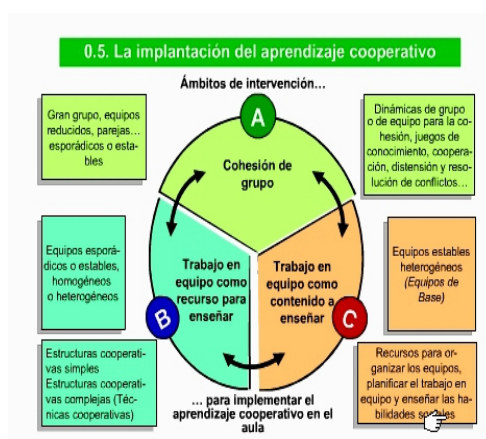 0.5. La implantación del aprendizaje cooperativo
Ámbitos de intervención…
A
Gran grupo, equipos
reducidos, parejas…
esporádicos o esta-
bles
Dinámicas de grupo
o de equipo para la co-
hesión, juegos de
conocimiento, coopera-
ción, distensión y reso-
lución de conflictos…
Cohesión de
grupo
Equipos esporá-
dicos o estables,
homogéneos
o heterogéneos
Trabajo en
equipo como
recurso para
enseñar
Trabajo en
equipo como
contenido a
enseñar
Equipos estables
heterogéneos
(Equipos de
Base)
B
C
Estructuras cooperati-
vas simples
Estructuras cooperati-
vas complejas (Téc-
nicas cooperativas)
… para implementar el
aprendizaje cooperativo en el
aula
Recursos para or-
ganizar los equipos,
planificar el trabajo en
equipo y enseñar las ha-
bilidades sociales